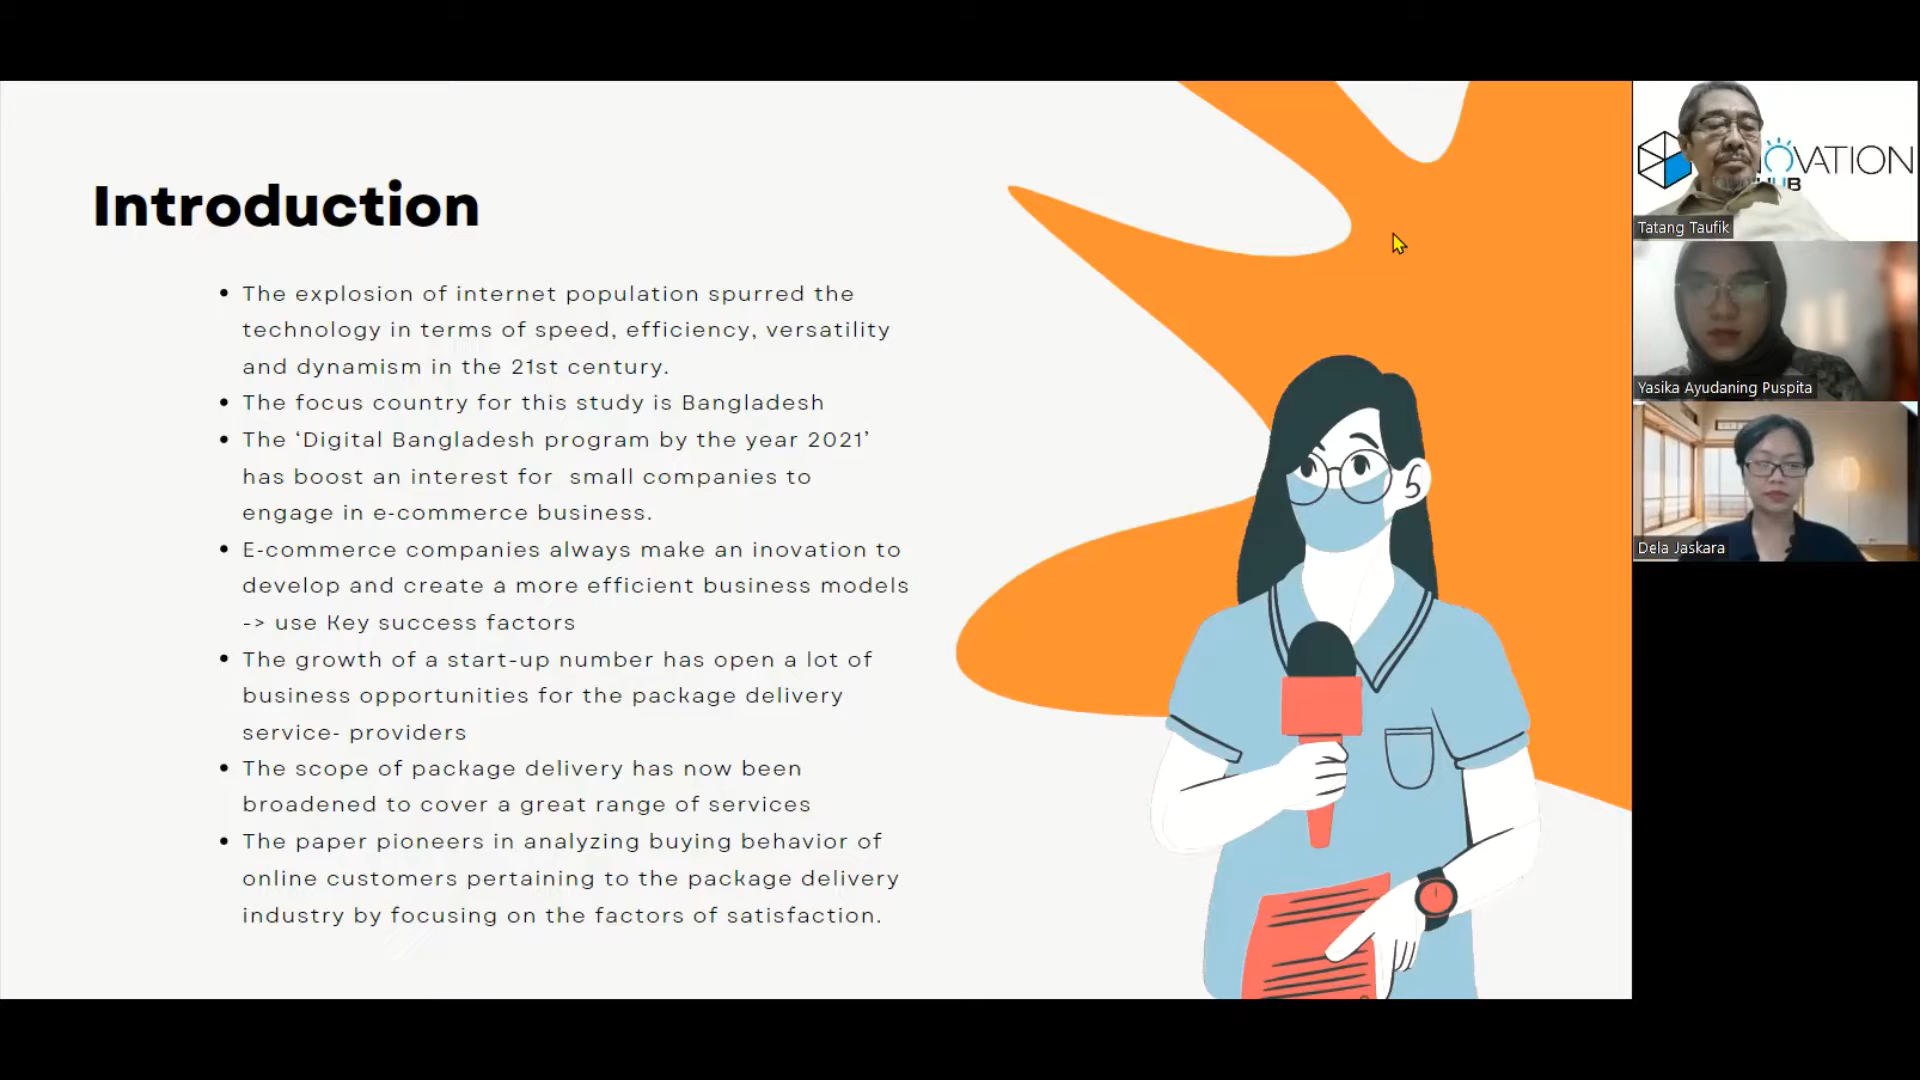 Introduction
• The explosion of internet population spurred the
technology in terms of speed, efficiency, versatility
and dynamism in the 21st century.
• The focus country for this study is Bangladesh
• The ‘Digital Bangladesh program by the year 2021’
has boost an interest for  small companies to
engage in e-commerce business.
• E-commerce companies always make an inovation to
develop and create a more efficient business models
-> use Key success factors
• The growth of a start-up number has open a lot of
business opportunities for the package delivery
service- providers
• The scope of package delivery has now been
broadened to cover a great range of services
• The paper pioneers in analyzing buying behavior of
online customers pertaining to the package delivery
industry by focusing on the factors of satisfaction.
OVATION
UB
Tatang Taufik
Yasika Ayudaning Puspita
Dela Jaskara